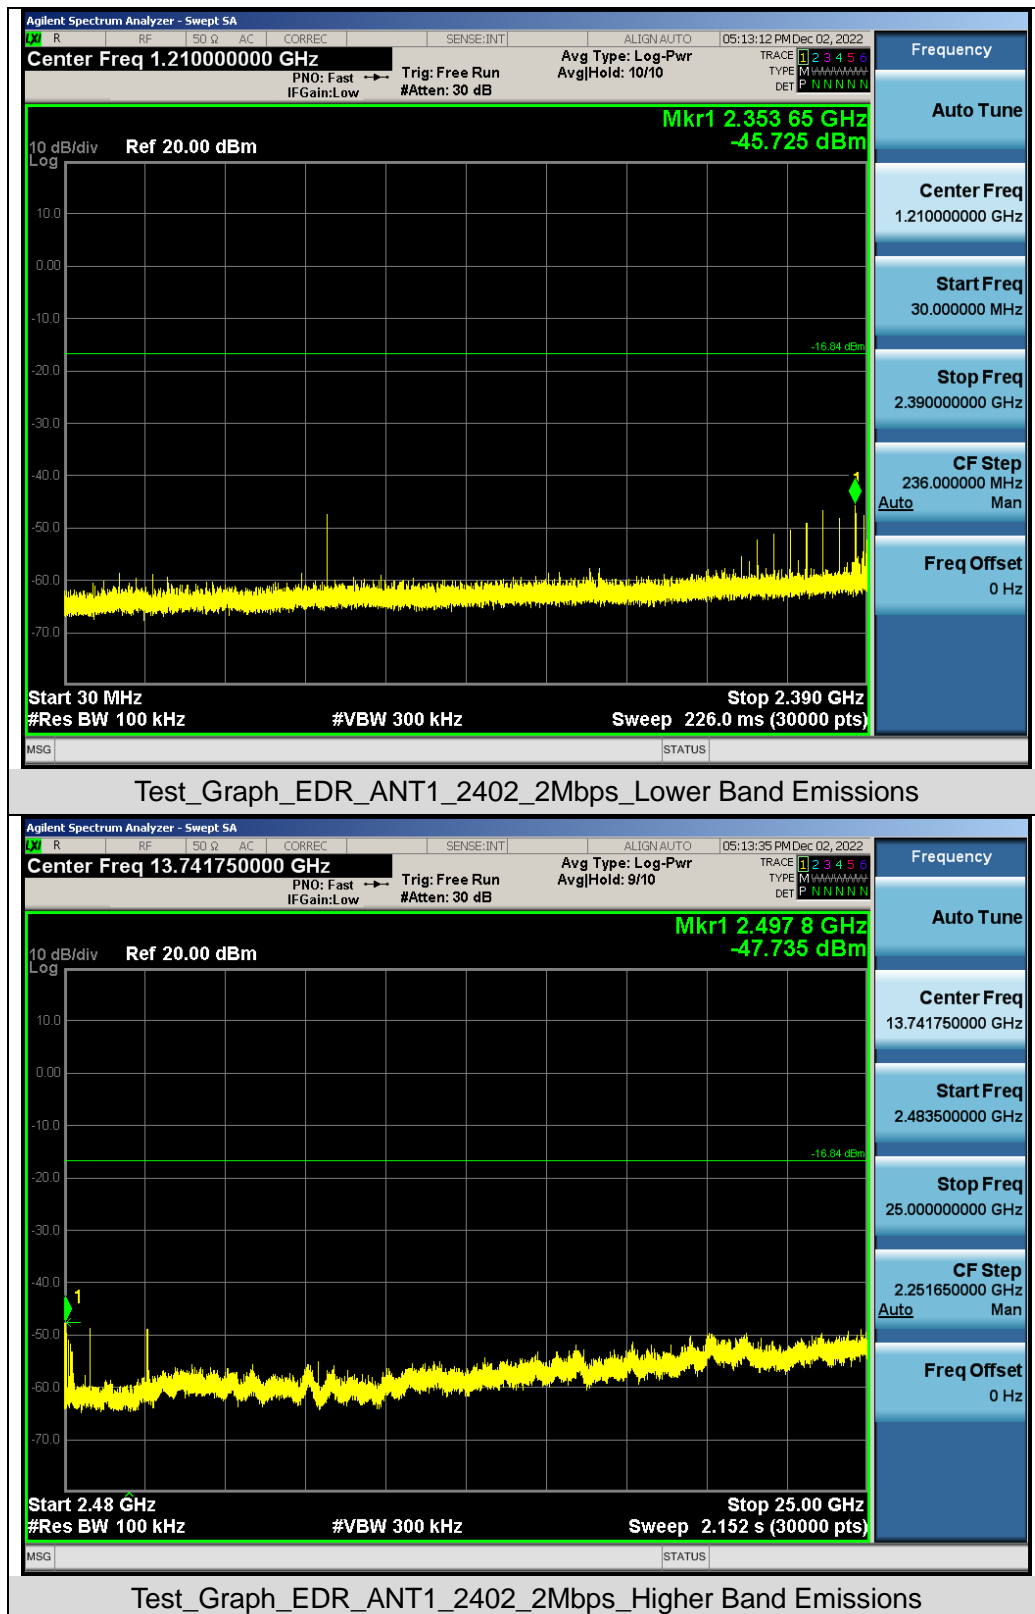 Agilent Spectrum Analyzer - Swept SA
LXI R RF 50 Ω AC CORREC SENSE:INT ALIGN AUTO 05:13:12 PM Dec 02, 2022
Center Freq 1.210000000 GHz
PNO: Fast
IFGain:Low
Trig: Free Run
#Atten: 30 dB
Avg Type: Log-Pwr
Avg|Hold: 10/10
TRACE 1 2 3 4 5 6
TYPE M WWWWW
DET P N N N N N
Frequency
Auto Tune
Center Freq
1.210000000 GHz
Start Freq
30.000000 MHz
Stop Freq
2.390000000 GHz
CF Step
236.000000 MHz
Auto Man
Freq Offset
0 Hz
Mkr1 2.353 65 GHz
-45.725 dBm
10 dB/div Ref 20.00 dBm
Log
10.0
0.00
-10.0
-16.84 dBm
-20.0
-30.0
-40.0
1
-50.0
-60.0
-70.0
Start 30 MHz Stop 2.390 GHz
#Res BW 100 kHz #VBW 300 kHz Sweep 226.0 ms (30000 pts)
MSG STATUS
Test_Graph_EDR_ANT1_2402_2Mbps_Lower Band Emissions
Agilent Spectrum Analyzer - Swept SA
LXI R RF 50 Ω AC CORREC SENSE:INT ALIGN AUTO 05:13:35 PM Dec 02, 2022
Center Freq 13.741750000 GHz
PNO: Fast
IFGain:Low
Trig: Free Run
#Atten: 30 dB
Avg Type: Log-Pwr
Avg|Hold: 9/10
TRACE 1 2 3 4 5 6
TYPE M WWWWW
DET P N N N N N
Frequency
Auto Tune
Center Freq
13.741750000 GHz
Start Freq
2.483500000 GHz
Stop Freq
25.000000000 GHz
CF Step
2.251650000 GHz
Auto Man
Freq Offset
0 Hz
Mkr1 2.497 8 GHz
-47.735 dBm
10 dB/div Ref 20.00 dBm
Log
10.0
0.00
-10.0
-16.84 dBm
-20.0
-30.0
-40.0
1
-50.0
-60.0
-70.0
Start 2.48 GHz Stop 25.00 GHz
#Res BW 100 kHz #VBW 300 kHz Sweep 2.152 s (30000 pts)
MSG STATUS
Test_Graph_EDR_ANT1_2402_2Mbps_Higher Band Emissions